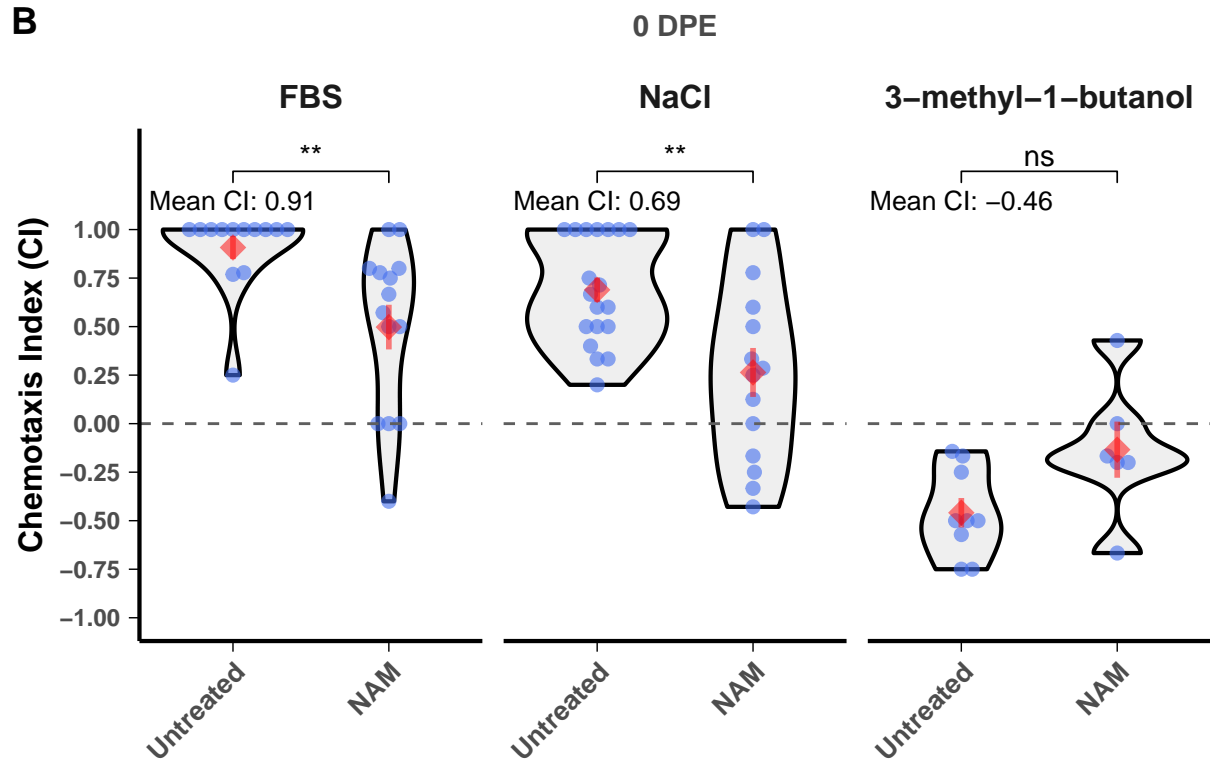 B
0 DPE
FBS
NaCl
3−methyl−1−butanol
**
**
ns
Mean CI: 0.91
Mean CI: 0.69
Mean CI: −0.46
Chemotaxis Index (CI)
1.00
0.75
0.50
0.25
0.00
−0.25
−0.50
−0.75
−1.00
Untreated
NAM
Untreated
NAM
Untreated
NAM